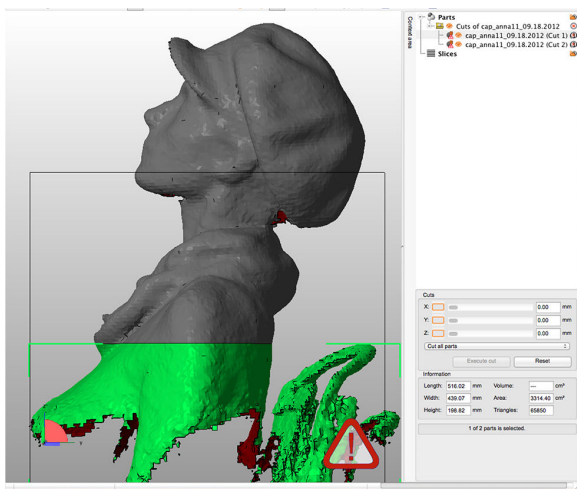 Context area
Parts
Cuts of cap_anna11_09.18.2012
cap_anna11_09.18.2012 (Cut 1)
cap_anna11_09.18.2012 (Cut 2)
Slices
Cuts
X: 0.00 mm
Y: 0.00 mm
Z: 0.00 mm
Cut all parts
Execute cut Reset
Information
Length: 516.02 mm Volume: --- cm³
Width: 439.07 mm Area: 3314.40 cm²
Height: 198.82 mm Triangles: 65850
1 of 2 parts is selected.
Y